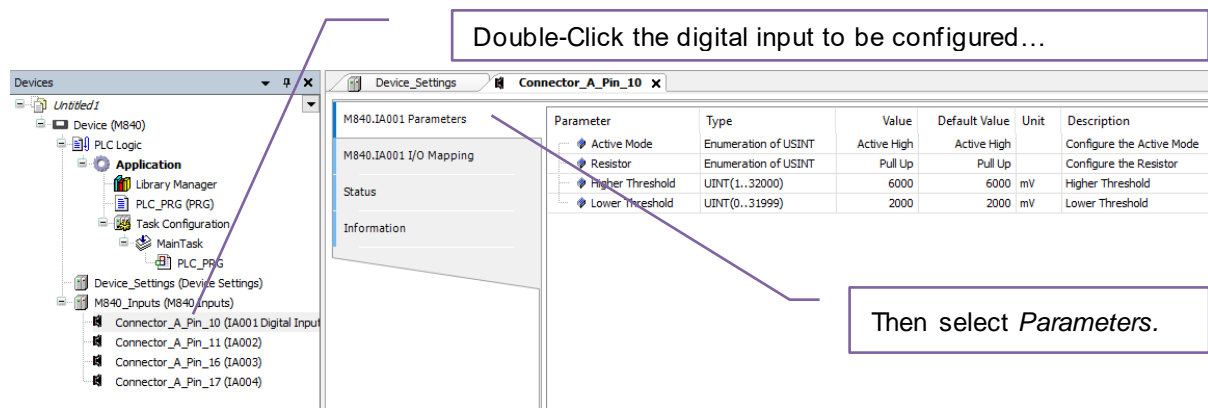 Double-Click the digital input to be configured…
Devices
Untitled1
Device (M840)
PLC Logic
Application
Library Manager
PLC_PRG (PRG)
Task Configuration
MainTask
PLC_PRG
Device_Settings (Device Settings)
M840_Inputs (M840 Inputs)
Connector_A_Pin_10 (IA001 Digital Input
Connector_A_Pin_11 (IA002)
Connector_A_Pin_16 (IA003)
Connector_A_Pin_17 (IA004)
Device_Settings Connector_A_Pin_10 X
M840.IA001 Parameters
M840.IA001 I/O Mapping
Status
Information
Parameter Type Value Default Value Unit Description
Active Mode Enumeration of USINT Active High Active High Configure the Active Mode
Resistor Enumeration of USINT Pull Up Pull Up Configure the Resistor
Higher Threshold UINT(1..32000) 6000 6000 mV Higher Threshold
Lower Threshold UINT(0..31999) 2000 2000 mV Lower Threshold
Then select Parameters.